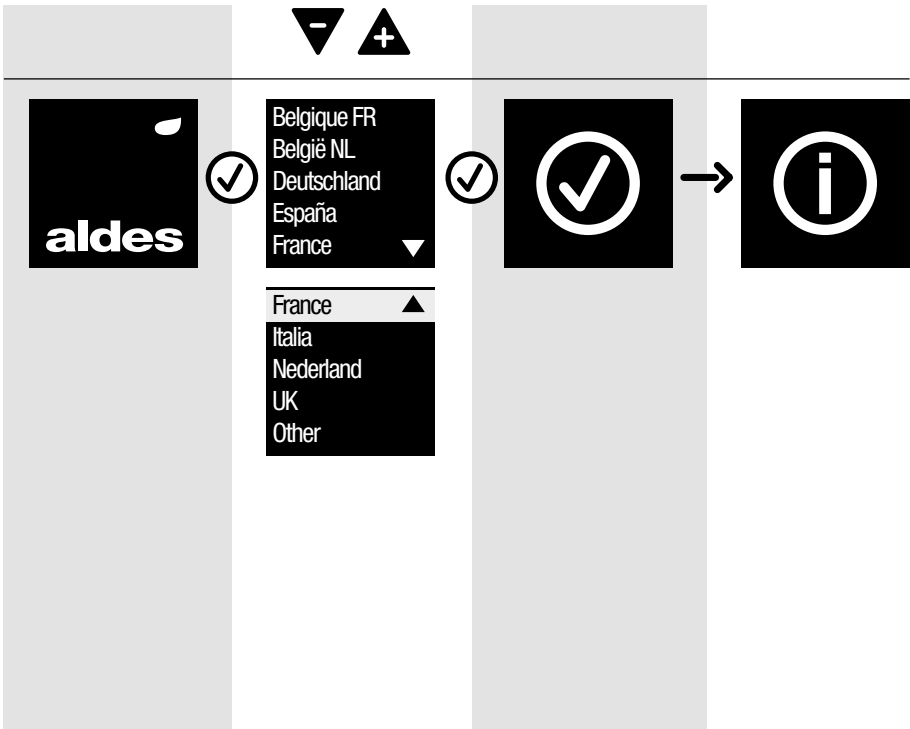 aldes
Belgique FR
België NL
Deutschland
España
France
France
Italia
Nederland
UK
Other
i